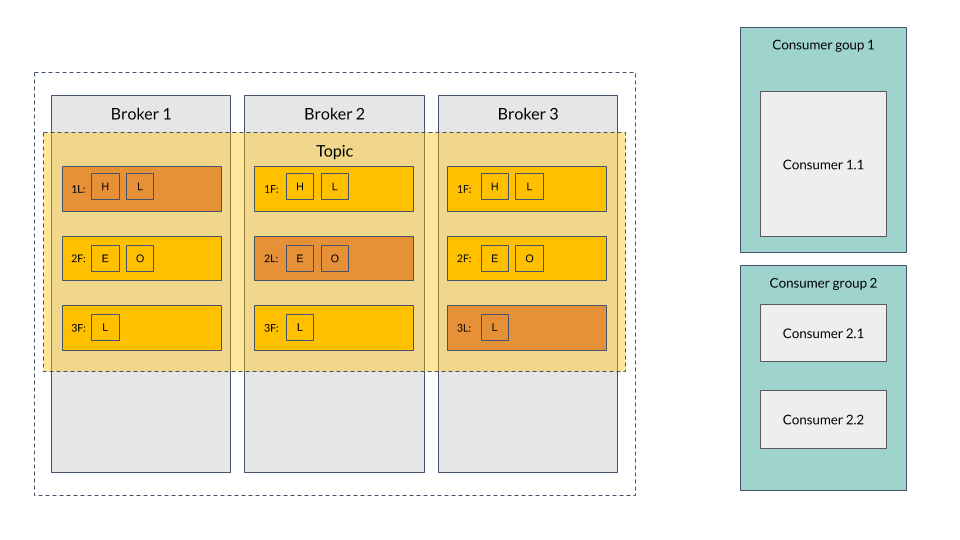 Broker 1
Broker 2
Broker 3
Topic
1L: H L
1F: H L
1F: H L
2F: E O
2L: E O
2F: E O
3F: L
3F: L
3L: L
Consumer goup 1
Consumer 1.1
Consumer group 2
Consumer 2.1
Consumer 2.2